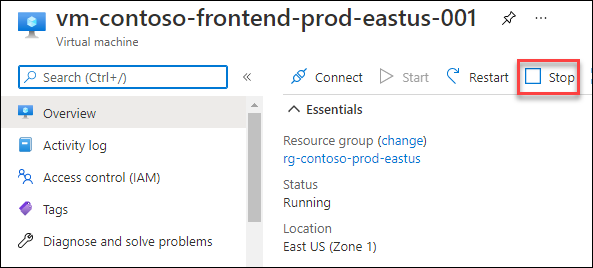 vm-contoso-frontend-prod-eastus-001
Virtual machine
Search (Ctrl+/)
«
Connect
Start
Restart
Stop
Overview
Activity log
Access control (IAM)
Tags
Diagnose and solve problems
Essentials
Resource group (change)
rg-contoso-prod-eastus
Status
Running
Location
East US (Zone 1)